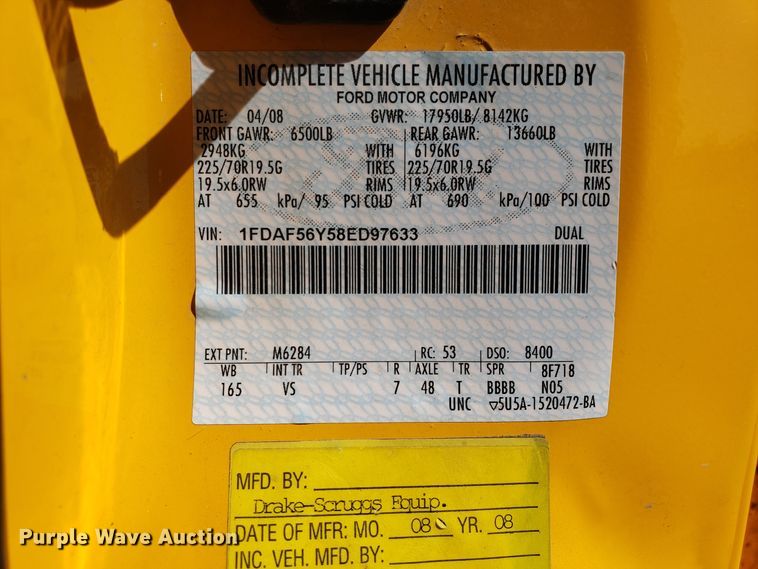 INCOMPLETE VEHICLE MANUFACTURED BY
FORD MOTOR COMPANY
DATE: 04/08 GVWR: 17950LB/ 8142KG
FRONT GAWR: 6500LB REAR GAWR: 13660LB
2948KG WITH 6196KG WITH
225/70R19.5G TIRES 225/70R19.5G TIRES
19.5x6.0RW RIMS 19.5x6.0RW RIMS
AT 655 kPa/ 95 PSI COLD AT 690 kPa/100 PSI COLD
VIN: 1FDAF56Y58ED97633 DUAL
EXT PNT: M6284 RC: 53 DSO: 8400
WB INT TR TP/PS R AXLE TR SPR 8F718
165 VS 7 48 T BBBB N05
UNC ▽5U5A-1520472-BA
MFD. BY:
Drake-Scruggs Equip.
DATE OF MFR: MO. 08 YR. 08
INC. VEH. MFD. BY:
Purple Wave Auction